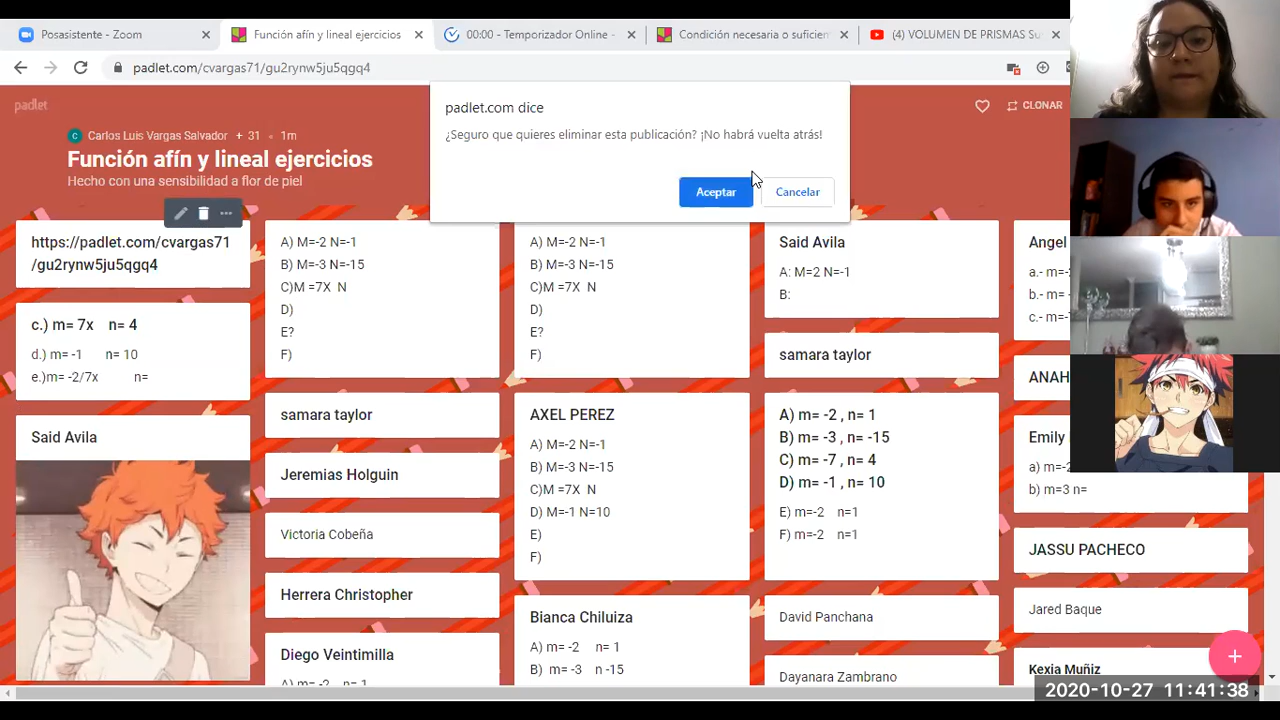 Posasistente - Zoom
Función afín y lineal ejercicios
00:00 - Temporizador Online -
Condición necesaria o suficien
(4) VOLUMEN DE PRISMAS Su
padlet.com/cvargas71/gu2rynw5ju5qgq4
padlet
CLONAR
padlet.com dice
¿Seguro que quieres eliminar esta publicación? ¡No habrá vuelta atrás!
Aceptar
Cancelar
Carlos Luis Vargas Salvador + 31 • 1m
Función afín y lineal ejercicios
Hecho con una sensibilidad a flor de piel
https://padlet.com/cvargas71
/gu2rynw5ju5qgq4
c.) m= 7x n= 4
d.) m= -1 n= 10
e.)m= -2/7x n=
Said Avila
A) M=-2 N=-1
B) M=-3 N=-15
C)M =7X N
D)
E?
F)
samara taylor
Jeremias Holguin
Victoria Cobeña
Herrera Christopher
Diego Veintimilla
A) m= -2 n= 1
A) M=-2 N=-1
B) M=-3 N=-15
C)M =7X N
D)
E?
F)
AXEL PEREZ
A) M=-2 N=-1
B) M=-3 N=-15
C)M =7X N
D) M=-1 N=10
E)
F)
Bianca Chiluiza
A) m= -2 n= 1
B) m= -3 n -15
Said Avila
A: M=2 N=-1
B:
samara taylor
A) m= -2 , n= 1
B) m= -3 , n= -15
C) m= -7 , n= 4
D) m= -1 , n= 10
E) m=-2 n=1
F) m=-2 n=1
David Panchana
Dayanara Zambrano
Angel
a.- m=-
b.- m=
c.- m=-
ANAH
Emily
a) m=-2
b) m=3 n=
JASSU PACHECO
Jared Baque
Kexia Muñiz
2020-10-27 11:41:38